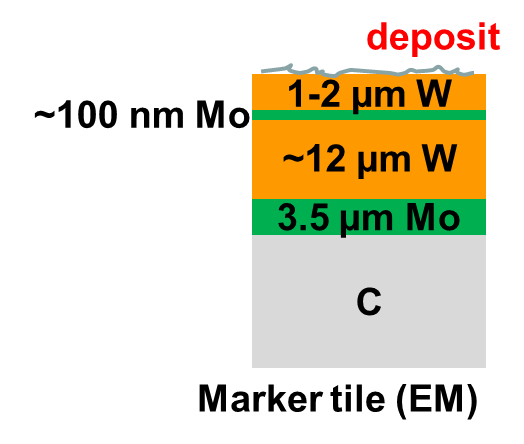 deposit
1-2 µm W
~100 nm Mo
~12 µm W
3.5 µm Mo
C
Marker tile (EM)